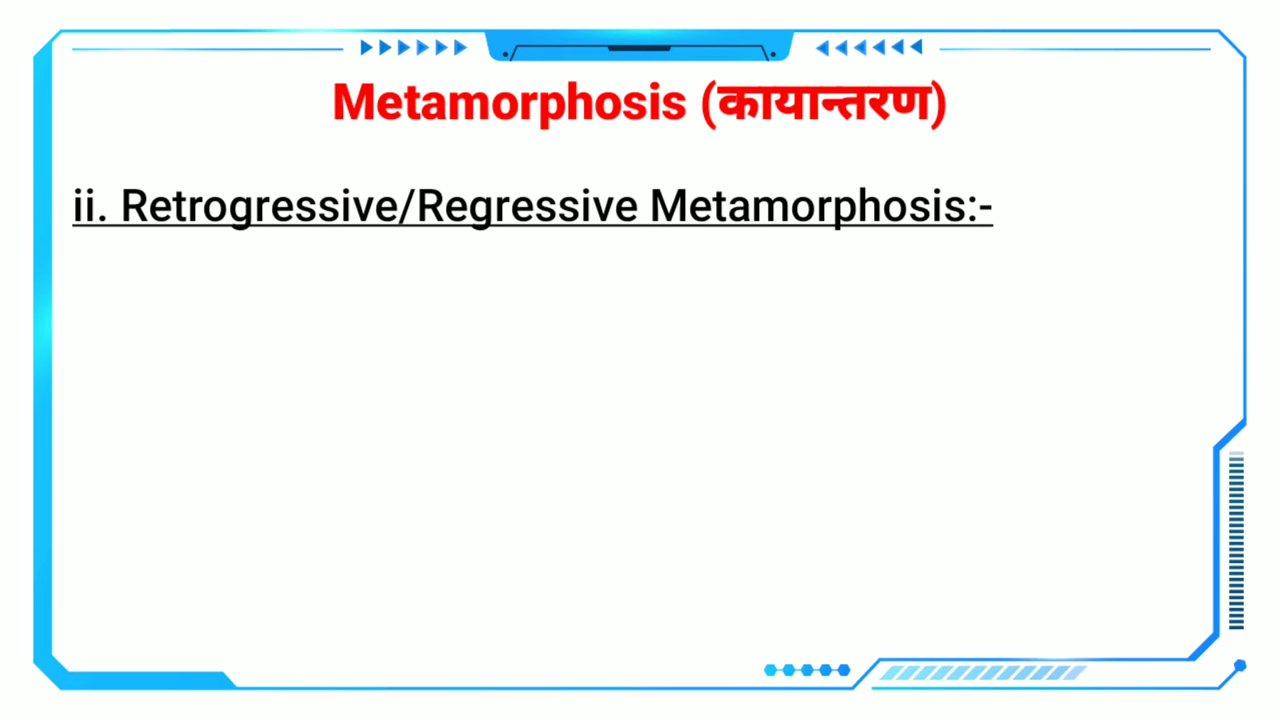 Metamorphosis (कायान्तरण)
ii. Retrogressive/Regressive Metamorphosis:-